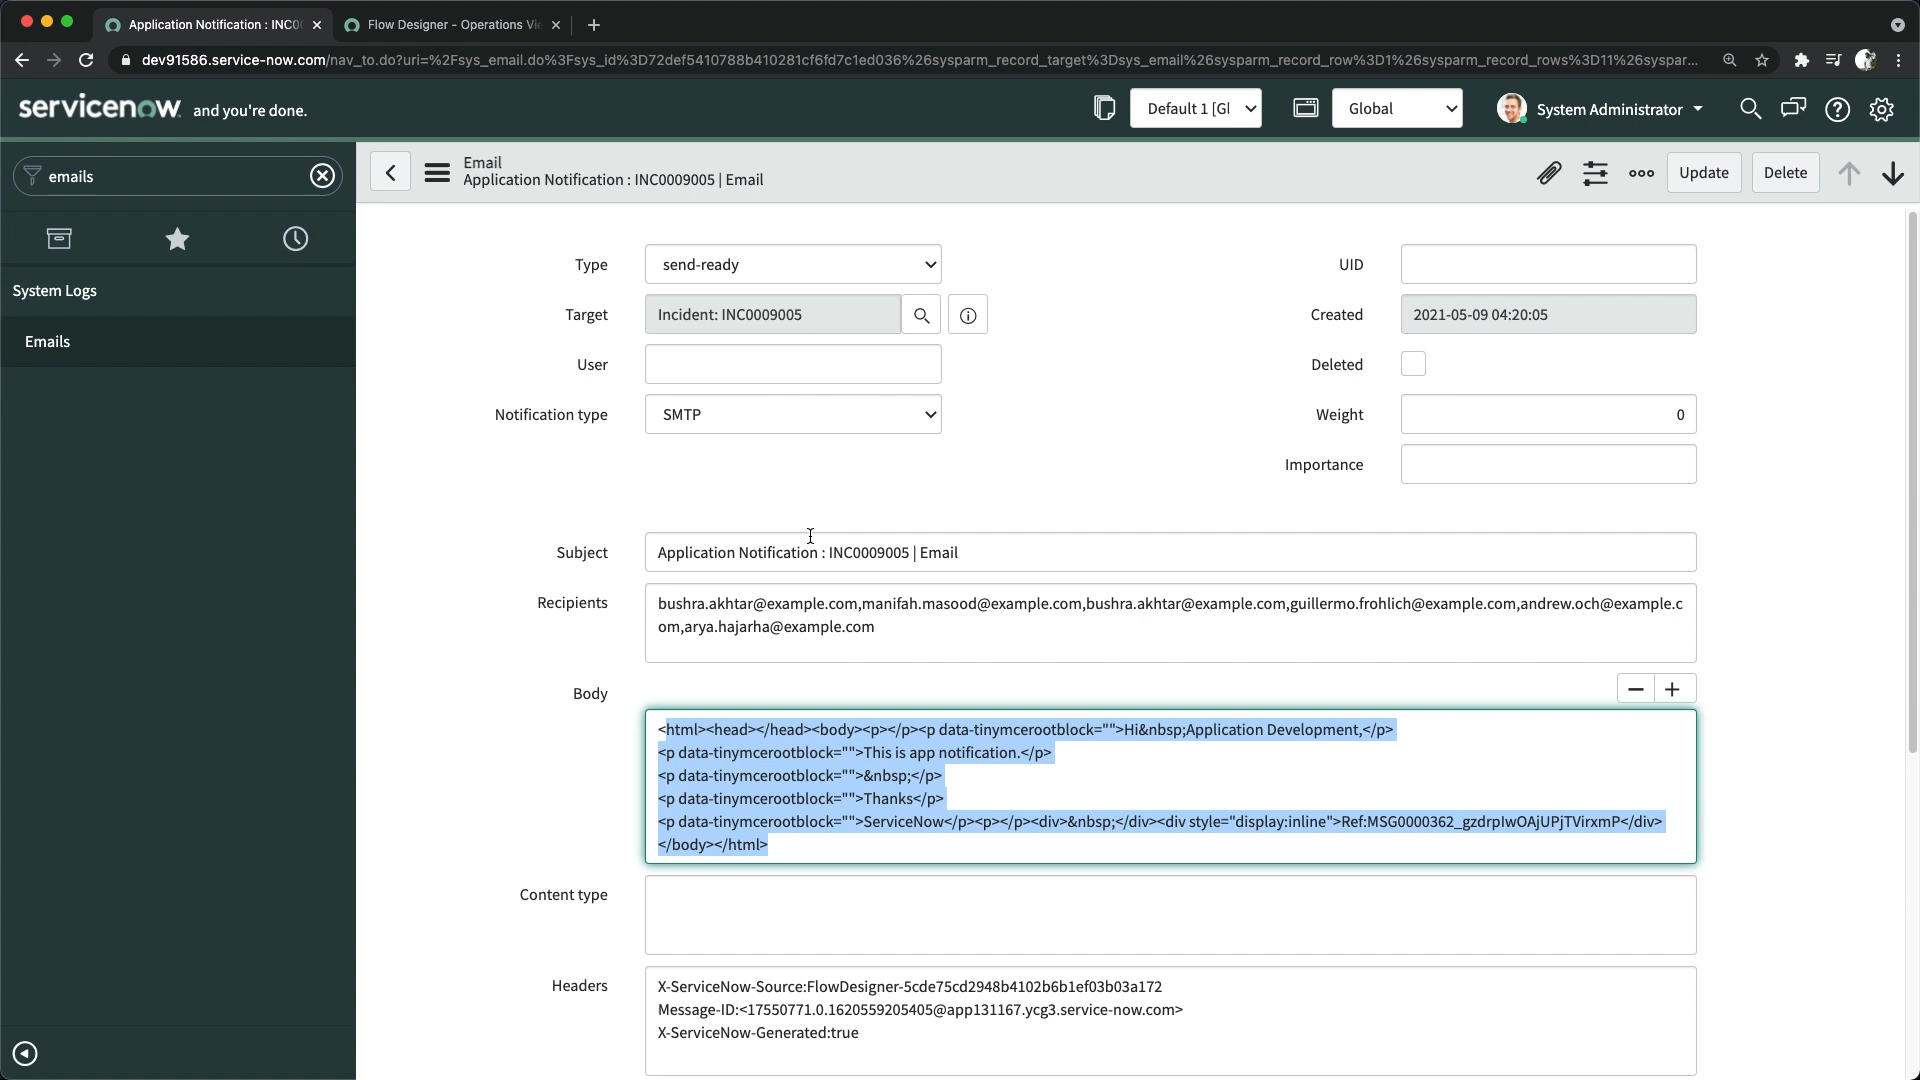 Application Notification : INC0
Flow Designer - Operations Vi
dev91586.service-now.com/nav_to.do?uri=%2Fsys_email.do%3Fsys_id%3D72def5410788b410281cf6fd7c1ed036%26sysparm_record_target%3Dsys_email%26sysparm_record_row%3D1%26sysparm_record_rows%3D11%26syspar...
servicenow and you're done.
Default 1 [Gl
Global
System Administrator
emails
Email
Application Notification : INC0009005 | Email
Update
Delete
System Logs
Emails
Type
send-ready
UID
Target
Incident: INC0009005
Created
2021-05-09 04:20:05
User
Deleted
Notification type
SMTP
Weight
0
Importance
Subject
Application Notification : INC0009005 | Email
Recipients
bushra.akhtar@example.com,manifah.masood@example.com,bushra.akhtar@example.com,guillermo.frohlich@example.com,andrew.och@example.c
om,arya.hajarha@example.com
Body
<html><head></head><body><p></p><p data-tinymcerootblock="">Hi&nbsp;Application Development,</p>
<p data-tinymcerootblock="">This is app notification.</p>
<p data-tinymcerootblock="">&nbsp;</p>
<p data-tinymcerootblock="">Thanks</p>
<p data-tinymcerootblock="">ServiceNow</p><p></p><div>&nbsp;</div><div style="display:inline">Ref:MSG0000362_gzdrpIwOAjUPjTVirxmP</div>
</body></html>
Content type
Headers
X-ServiceNow-Source:FlowDesigner-5cde75cd2948b4102b6b1ef03b03a172
Message-ID:<17550771.0.1620559205405@app131167.ycg3.service-now.com>
X-ServiceNow-Generated:true